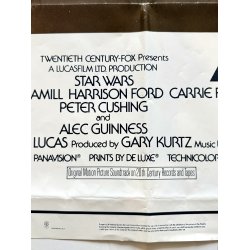 TWENTIETH CENTURY-FOX Presents
A LUCASFILM LTD. PRODUCTION
STAR WARS
AMILL HARRISON FORD CARRIE F
PETER CUSHING
and
ALEC GUINNESS
LUCAS Produced by GARY KURTZ Music
PANAVISION® PRINTS BY DE LUXE® TECHNICOLOR
Original Motion Picture Soundtrack on 20th Century Records and Tapes